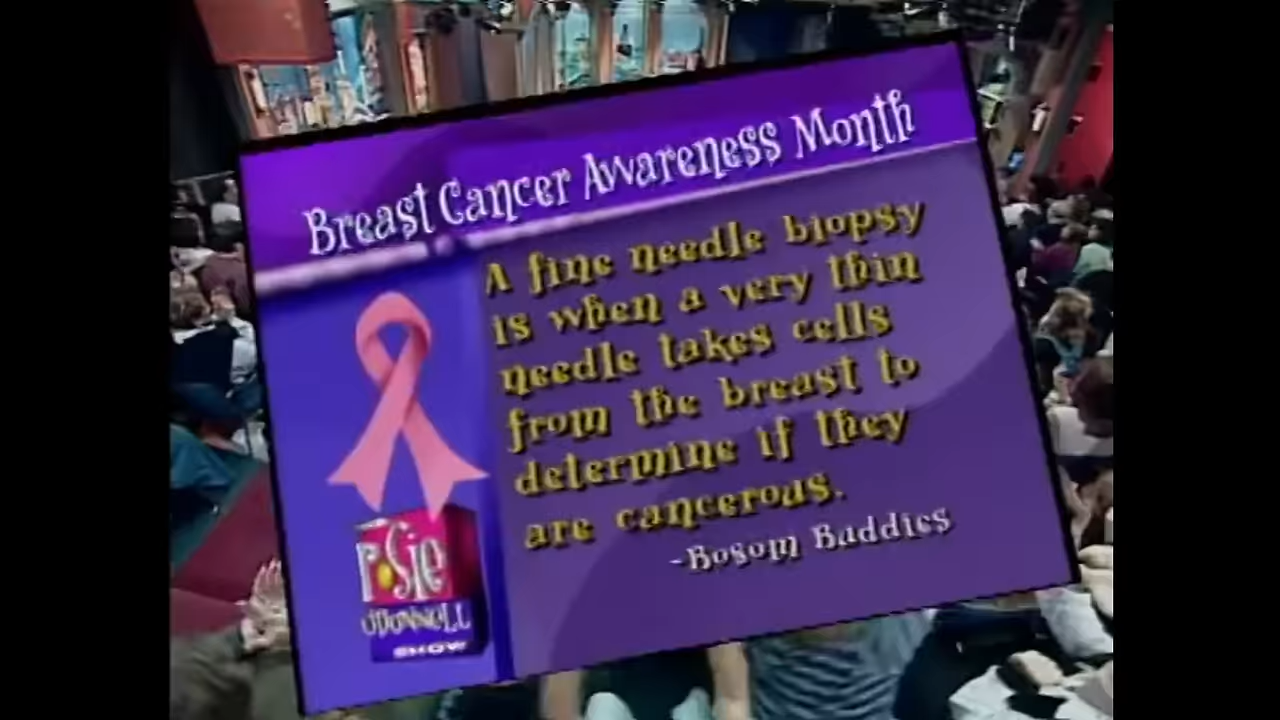 Breast Cancer Awareness Month
A fine needle biopsy
is when a very thin
needle takes cells
from the breast to
determine if they
are cancerous.
-Bosom Buddies
Rosie
O'DONNELL
SHOW